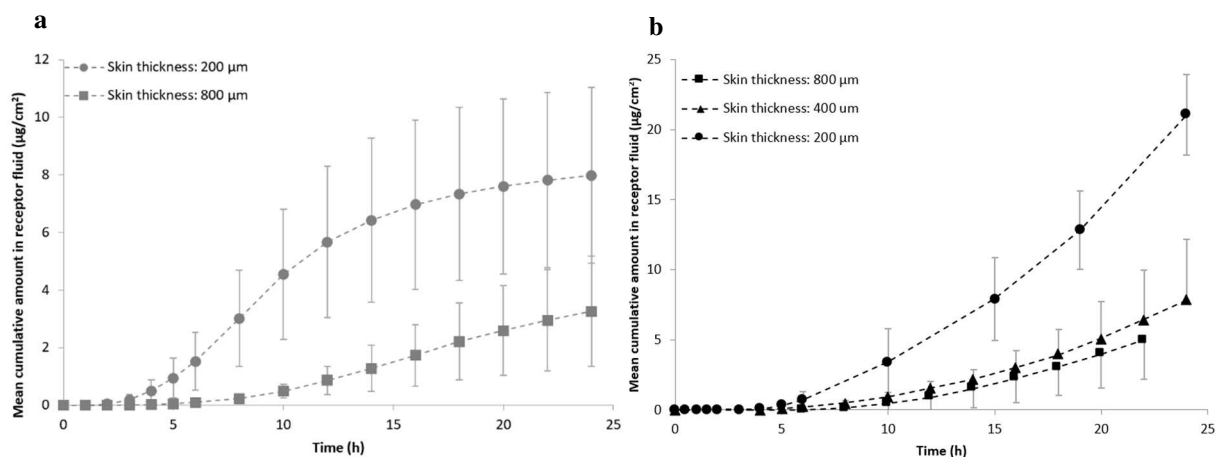 a
12
10
8
6
4
2
0
Mean cumulative amount in receptor fluid (µg/cm²)
Skin thickness: 200 µm
Skin thickness: 800 µm
0 5 10 15 20 25
Time (h)
b
25
20
15
10
5
0
Mean cumulative amount in receptor fluid (µg/cm²)
Skin thickness: 800 µm
Skin thickness: 400 um
Skin thickness: 200 µm
0 5 10 15 20 25
Time (h)